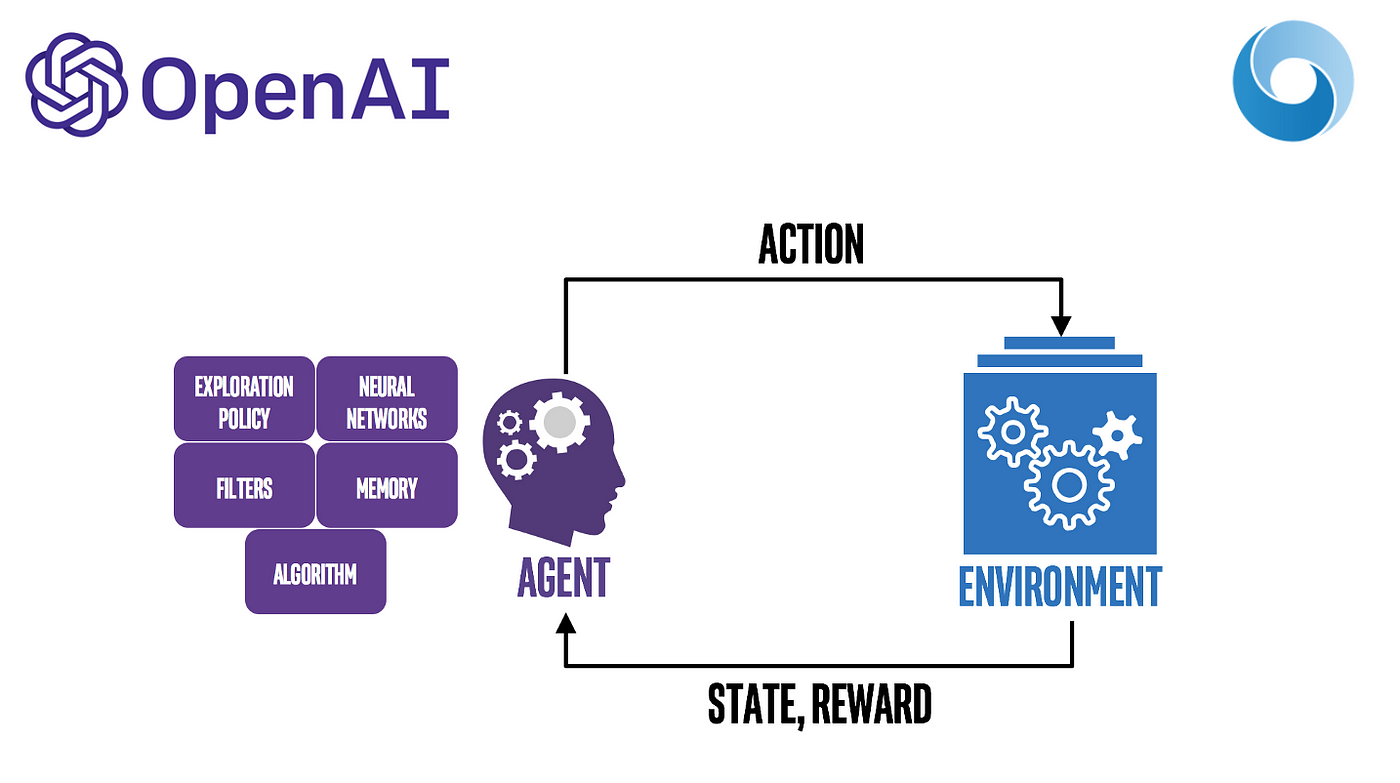 OpenAI
ACTION
EXPLORATION
POLICY
NEURAL
NETWORKS
FILTERS
MEMORY
ALGORITHM
AGENT
ENVIRONMENT
STATE, REWARD